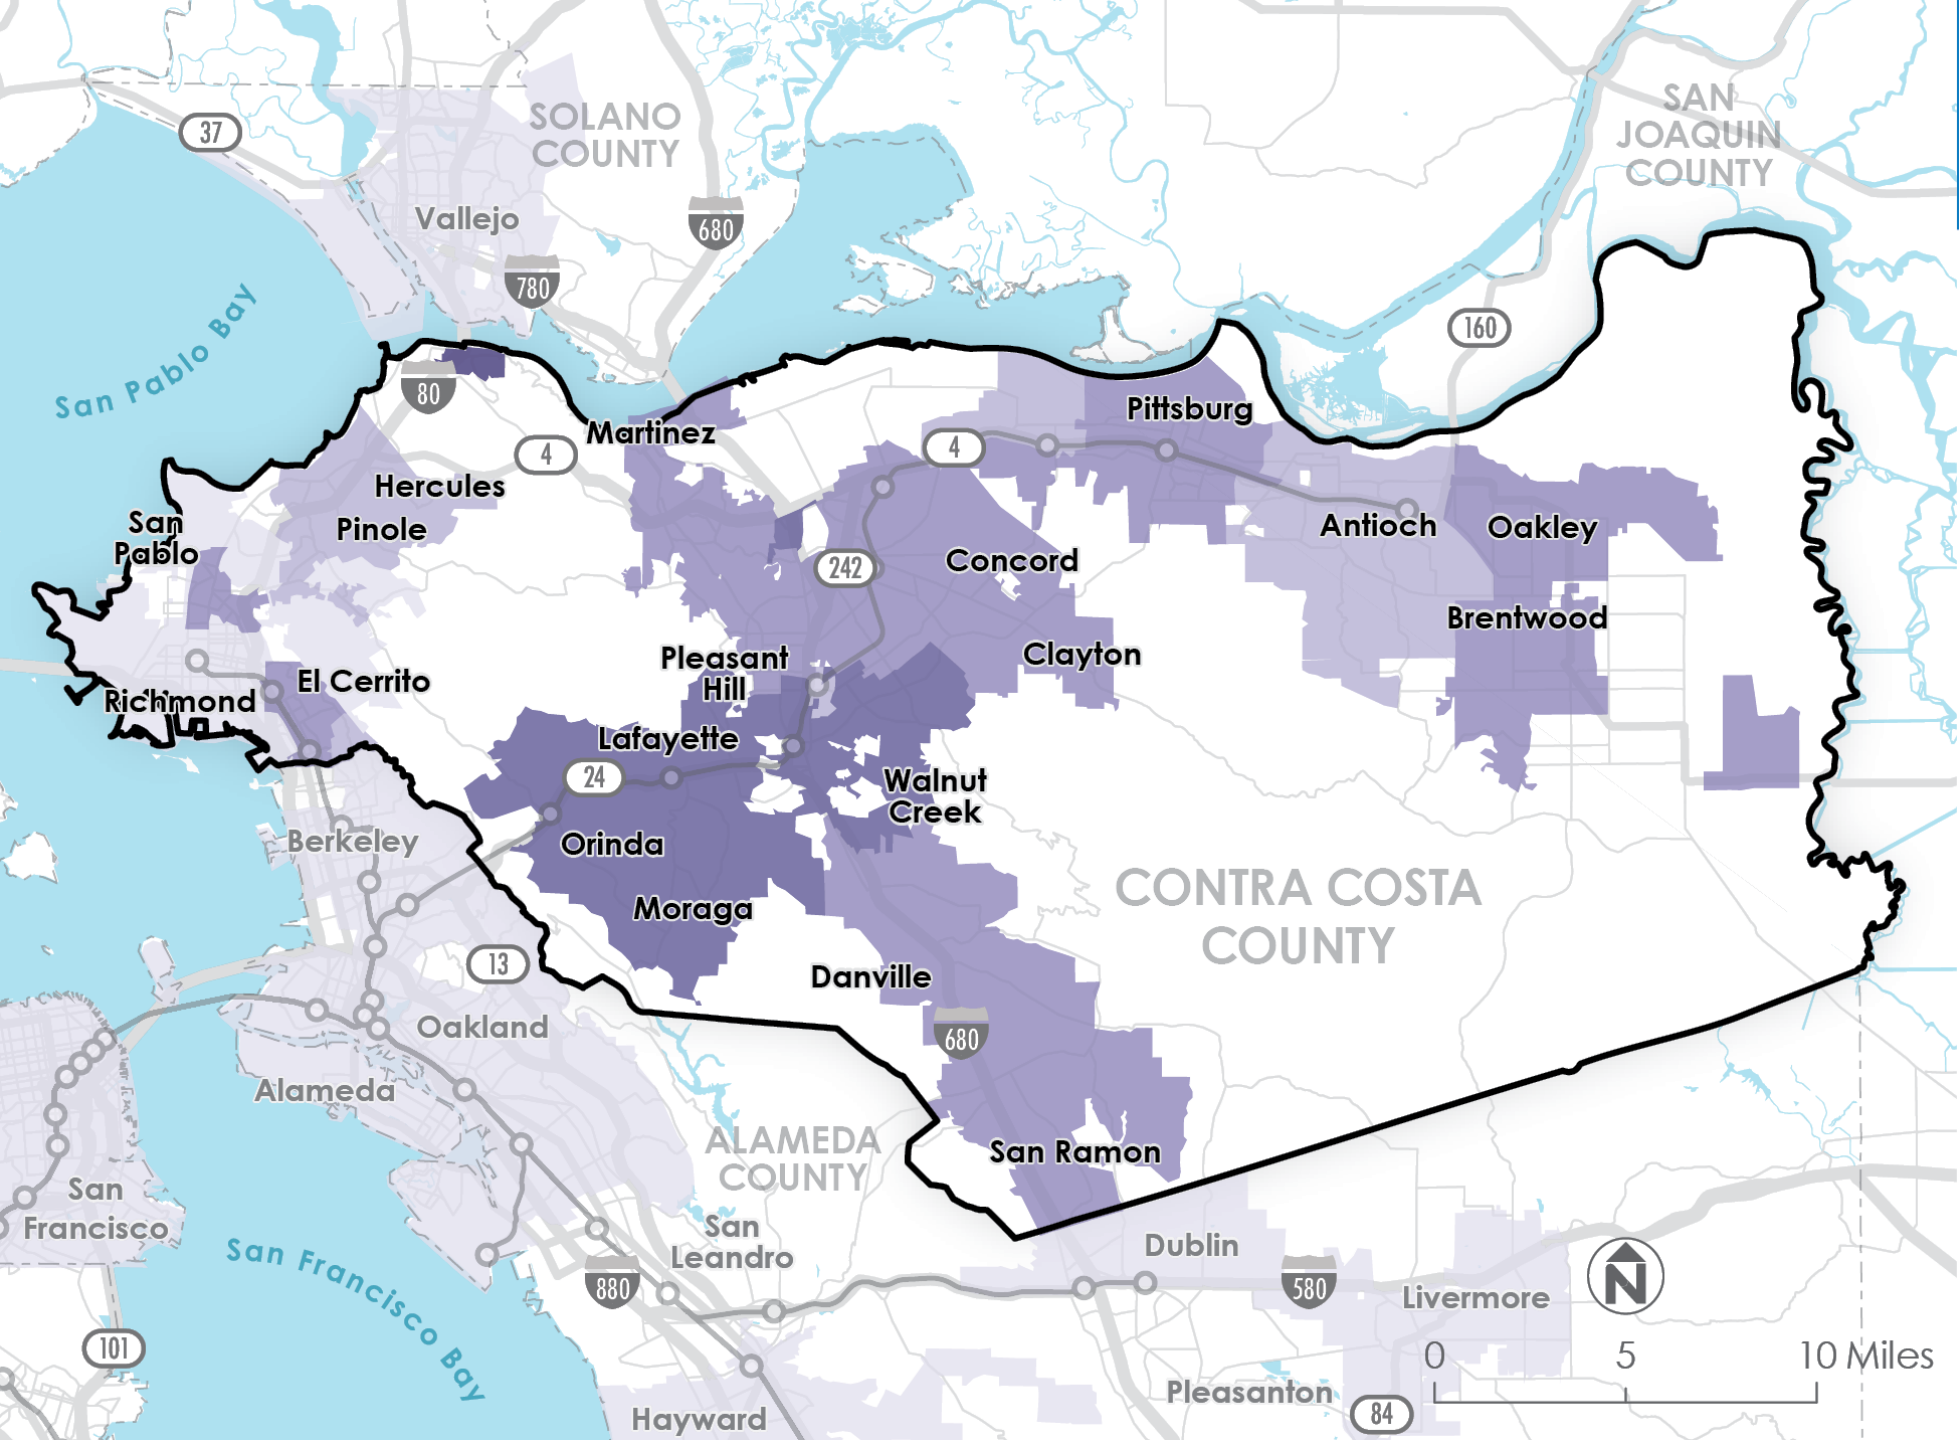 SOLANO
COUNTY
SAN
JOAQUIN
COUNTY
37
Vallejo
680
780
San Pablo Bay
160
80
4
Martinez
4
Pittsburg
Hercules
Pinole
San
Pablo
Antioch
Oakley
Concord
242
Brentwood
Clayton
Pleasant
Hill
El Cerrito
Richmond
Lafayette
24
Walnut
Creek
Orinda
Berkeley
Moraga
CONTRA COSTA
COUNTY
13
Danville
Oakland
680
Alameda
ALAMEDA
COUNTY
San Ramon
San
Francisco
San
Leandro
San Francisco Bay
Dublin
880
580
Livermore
N
101
0 5 10 Miles
Pleasanton
84
Hayward